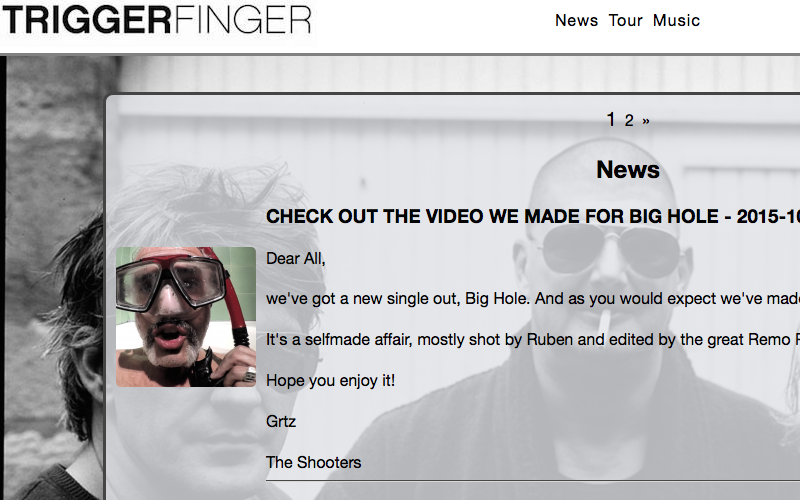 TRIGGERFINGER
News Tour Music
1 2 »
News
CHECK OUT THE VIDEO WE MADE FOR BIG HOLE - 2015-10
Dear All,
we've got a new single out, Big Hole. And as you would expect we've made
It's a selfmade affair, mostly shot by Ruben and edited by the great Remo
Hope you enjoy it!
Grtz
The Shooters